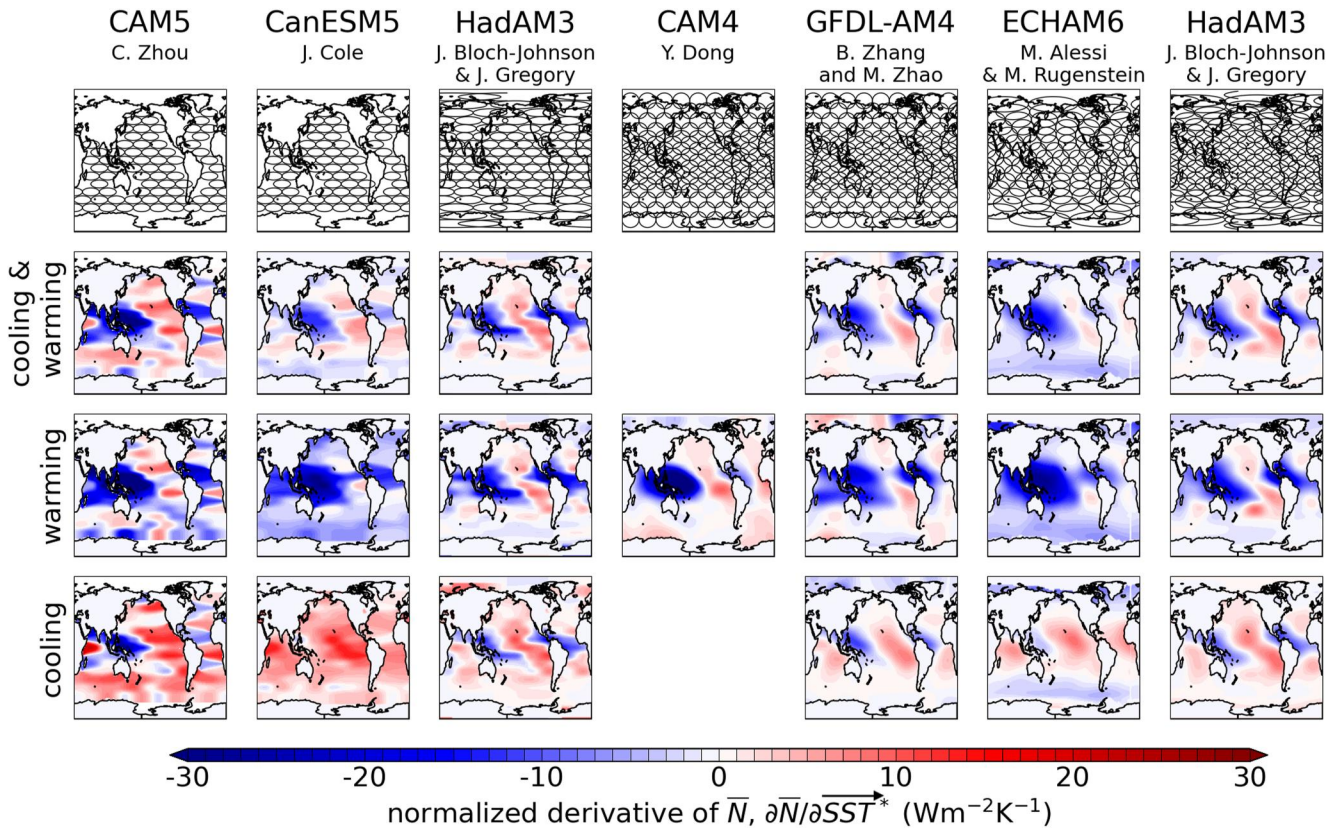 CAM5 CanESM5 HadAM3 CAM4 GFDL-AM4 ECHAM6 HadAM3
C. Zhou J. Cole J. Bloch-Johnson Y. Dong B. Zhang M. Alessi J. Bloch-Johnson
& J. Gregory and M. Zhao & M. Rugenstein & J. Gregory
cooling &
warming
warming
cooling
-30 -20 -10 0 10 20 30
normalized derivative of N̅, ∂N̅/∂S⃗S⃗T⃗* (Wm⁻²K⁻¹)